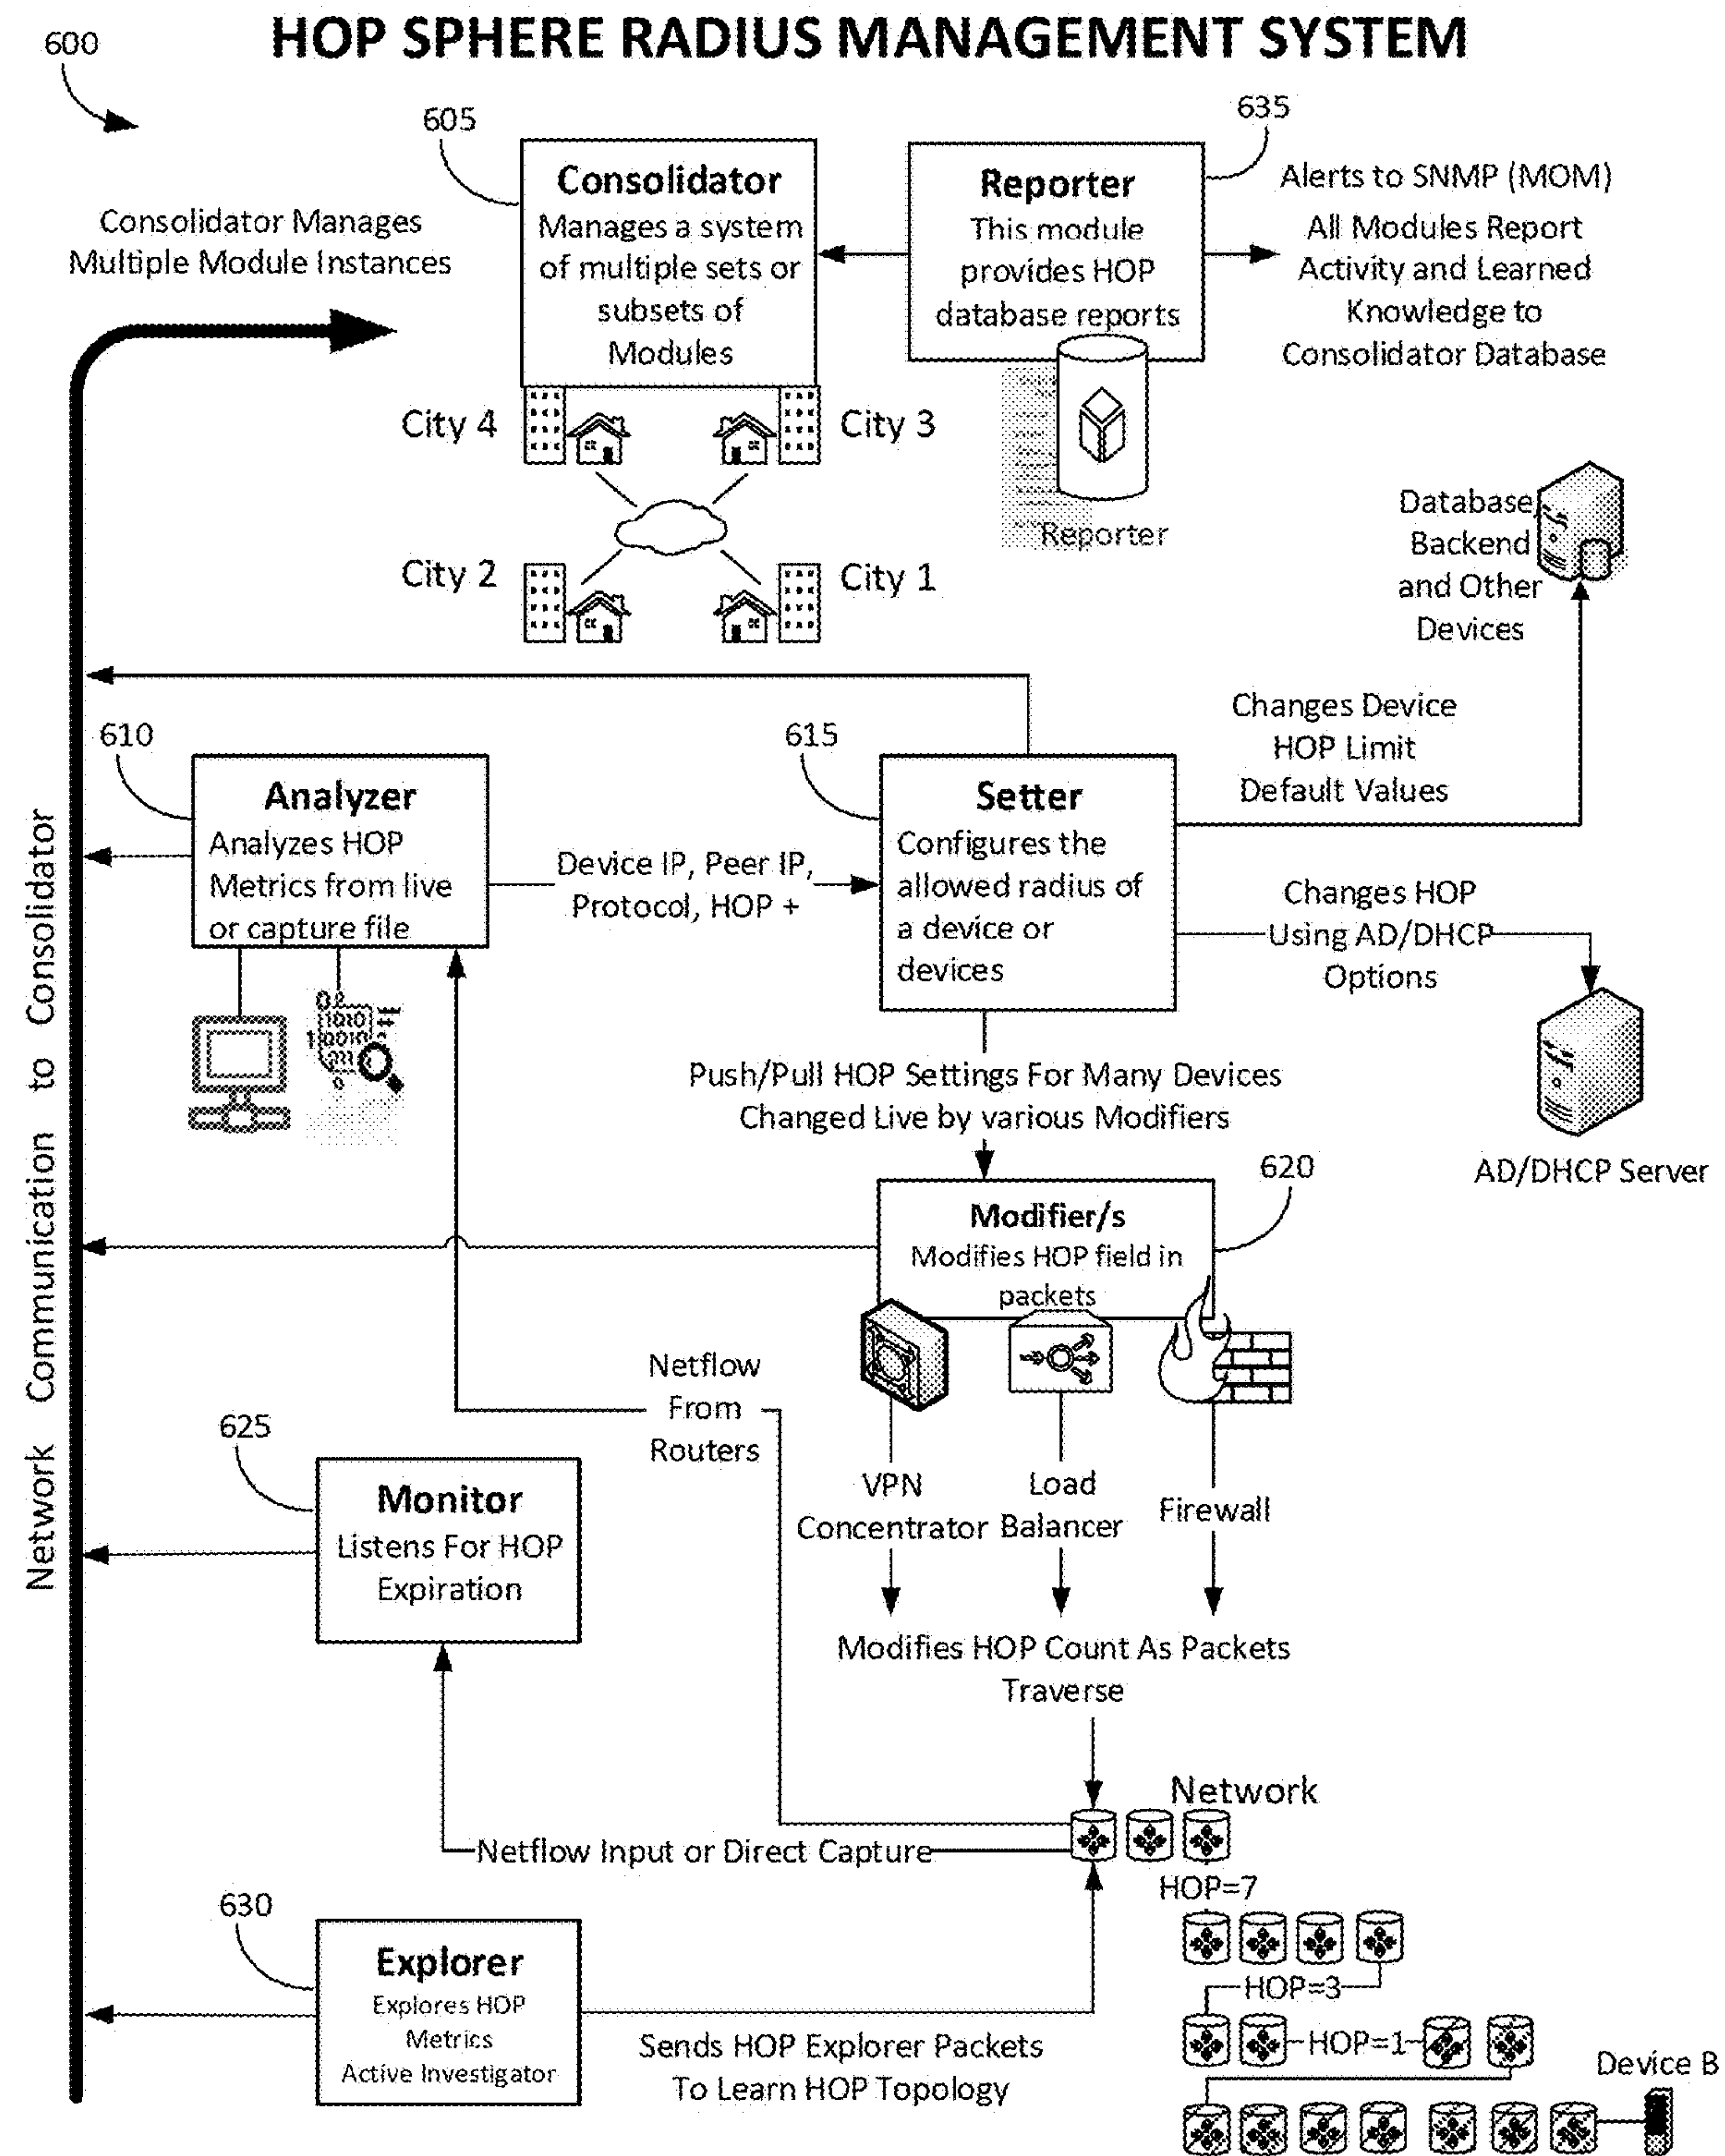 HOP SPHERE RADIUS MANAGEMENT SYSTEM
600
605
635
Consolidator Manages
Multiple Module Instances
Consolidator
Manages a system
of multiple sets or
subsets of
Modules
Reporter
This module
provides HOP
database reports
Alerts to SNMP (MOM)
All Modules Report
Activity and Learned
Knowledge to
Consolidator Database
City 4
City 3
City 2
City 1
Reporter
Database,
Backend
and Other
Devices
Changes Device
HOP Limit
Default Values
610
Analyzer
Analyzes HOP
Metrics from live
or capture file
Device IP, Peer IP,
Protocol, HOP +
615
Setter
Configures the
allowed radius of
a device or
devices
Changes HOP
Using AD/DHCP
Options
AD/DHCP Server
Push/Pull HOP Settings For Many Devices
Changed Live by various Modifiers
620
Modifier/s
Modifies HOP field in
packets
Network Communication to Consolidator
Netflow
From
Routers
VPN
Concentrator
Load
Balancer
Firewall
625
Monitor
Listens For HOP
Expiration
Modifies HOP Count As Packets
Traverse
Network
Netflow Input or Direct Capture
HOP=7
HOP=3
HOP=1
630
Explorer
Explores HOP
Metrics
Active Investigator
Sends HOP Explorer Packets
To Learn HOP Topology
Device B